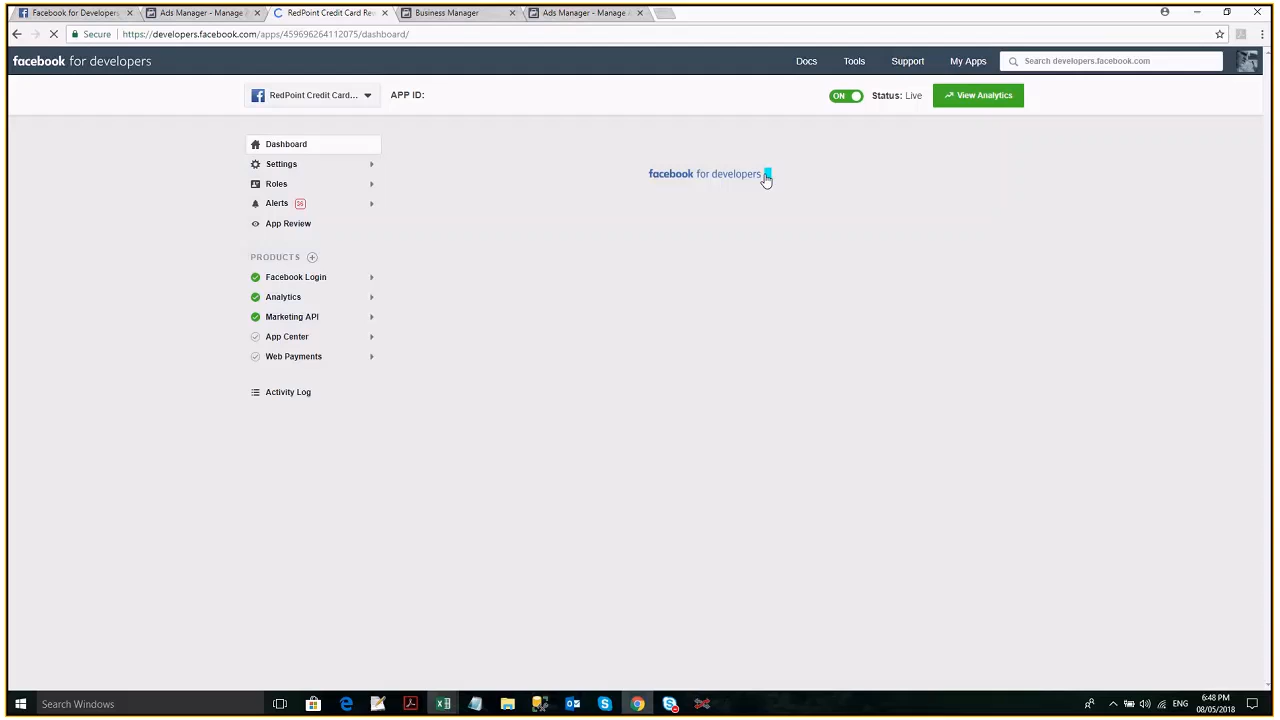 Facebook for Developers
Ads Manager - Manage
RedPoint Credit Card Re
Business Manager
Ads Manager - Manage A
Secure
https://developers.facebook.com/apps/459696264112075/dashboard/
facebook for developers
Docs
Tools
Support
My Apps
Search developers.facebook.com
RedPoint Credit Card...
APP ID:
ON
Status: Live
View Analytics
Dashboard
facebook for developers
Settings
Roles
Alerts
App Review
PRODUCTS
Facebook Login
Analytics
Marketing API
App Center
Web Payments
Activity Log
Search Windows
ENG
6:48 PM
08/05/2018